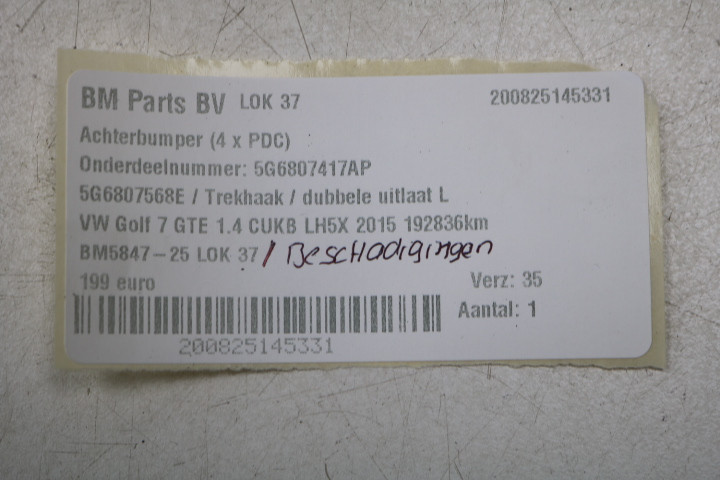 BM Parts BV LOK 37 200825145331
Achterbumper (4 x PDC)
Onderdeelnummer: 5G6807417AP
5G6807568E / Trekhaak / dubbele uitlaat L
VW Golf 7 GTE 1.4 CUKB LH5X 2015 192836km
BM5847-25 LOK 37 / Beschadigingen
199 euro Verz: 35
Aantal: 1
200825145331